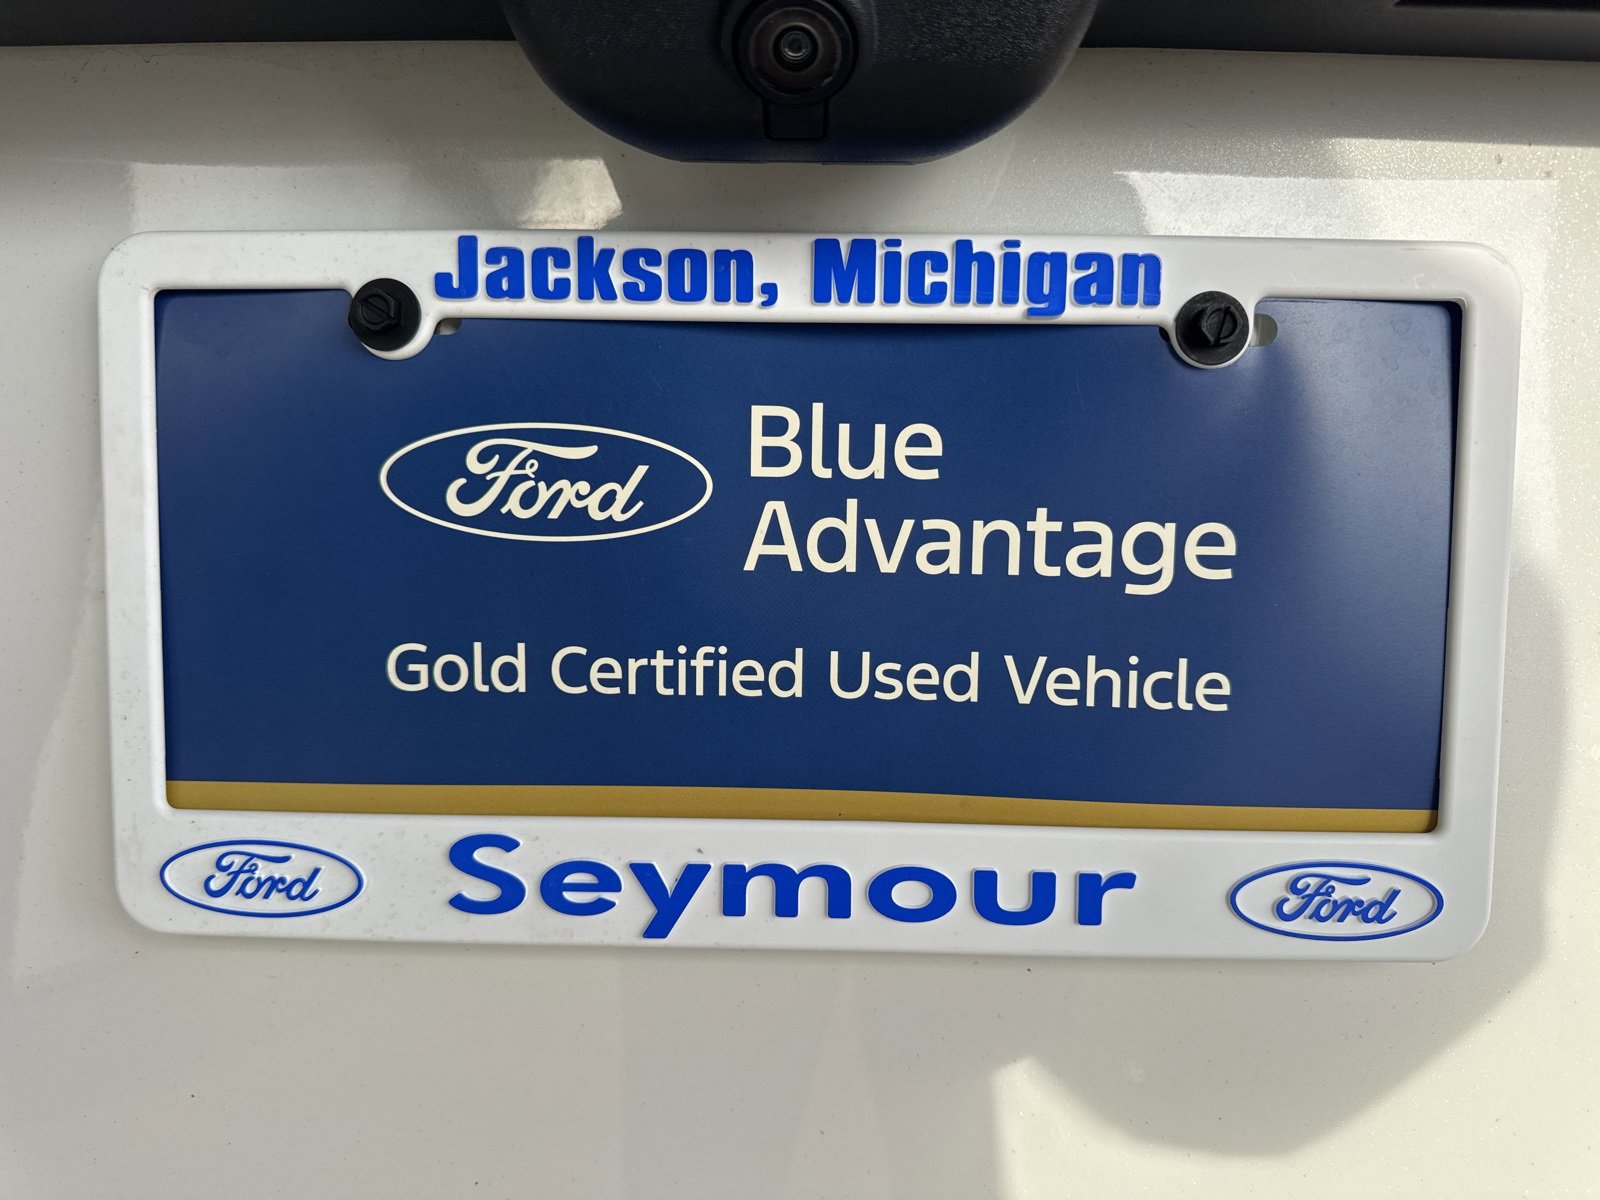 Jackson, Michigan
Ford
Blue
Advantage
Gold Certified Used Vehicle
Ford
Seymour
Ford